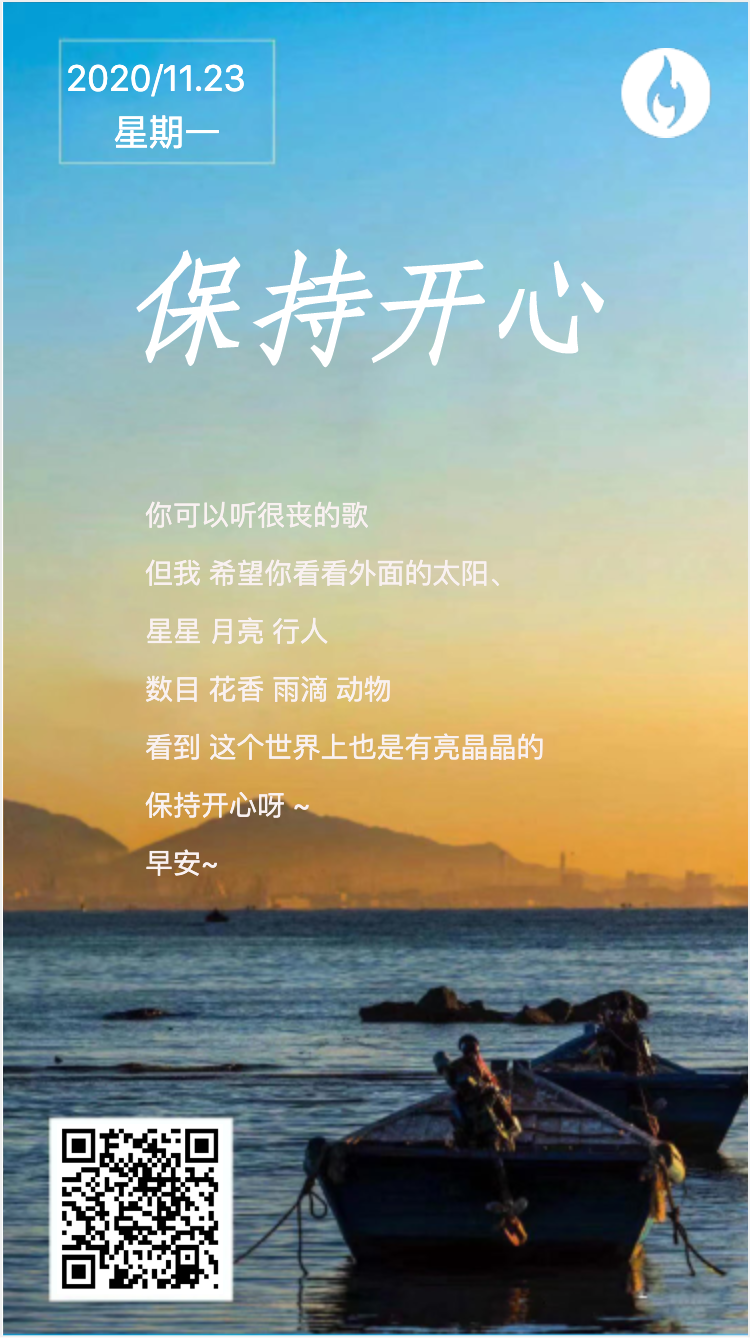 2020/11.23
星期一
保持开心
你可以听很丧的歌
但我 希望你看看外面的太阳、
星星 月亮 行人
数目 花香 雨滴 动物
看到 这个世界上也是有亮晶晶的
保持开心呀 ~
早安~